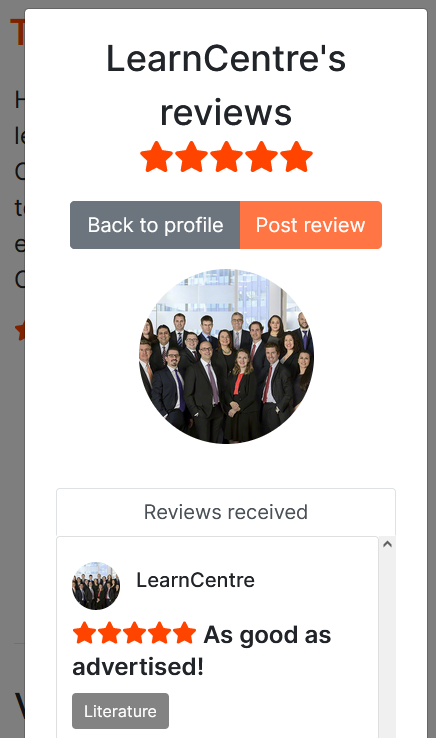 LearnCentre's
reviews
Back to profile Post review
Reviews received
LearnCentre
As good as
advertised!
Literature